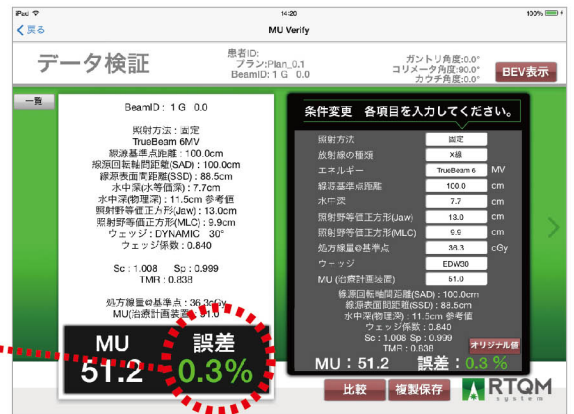 iPad
14:20
100%
戻る
MU Verify
データ検証
患者ID:
プラン:Plan_0.1
BeamID: 1 G 0.0
ガントリ角度:0.0°
コリメータ角度:90.0°
カウチ角度:0.0°
BEV表示
一覧
BeamID: 1 G 0.0
照射方法：固定
TrueBeam 6MV
線源基準点距離：100.0cm
線源回転軸間距離(SAD)：100.0cm
線源表面間距離(SSD)：88.5cm
水中深(水等価深)：7.7cm
水中深(物理深)：11.5cm 参考値
照射野等価正方形(Jaw)：13.0cm
照射野等価正方形(MLC)：9.9cm
ウェッジ：DYNAMIC 30°
ウェッジ係数：0.840
Sc：1.008 Sp：0.999
TMR：0.838
処方線量@基準点：36.3cGy
MU(治療計画装置)：51.0
MU 誤差
51.2 0.3%
条件変更 各項目を入力してください。
照射方法 固定
放射線の種類 X線
エネルギー TrueBeam 6 MV
線源基準点距離 100.0 cm
水中深 7.7 cm
照射野等価正方形(Jaw) 13.0 cm
照射野等価正方形(MLC) 9.9 cm
処方線量@基準点 36.3 cGy
ウェッジ EDW30
MU (治療計画装置) 51.0
線源回転軸間距離(SAD)：100.0cm
線源表面間距離(SSD)：88.5cm
水中深(物理深)：11.5cm 参考値
ウェッジ係数：0.840
Sc：1.008 Sp：0.999
TMR：0.838
オリジナル値
MU：51.2 誤差：0.3%
比較
複製保存
RTQM
system